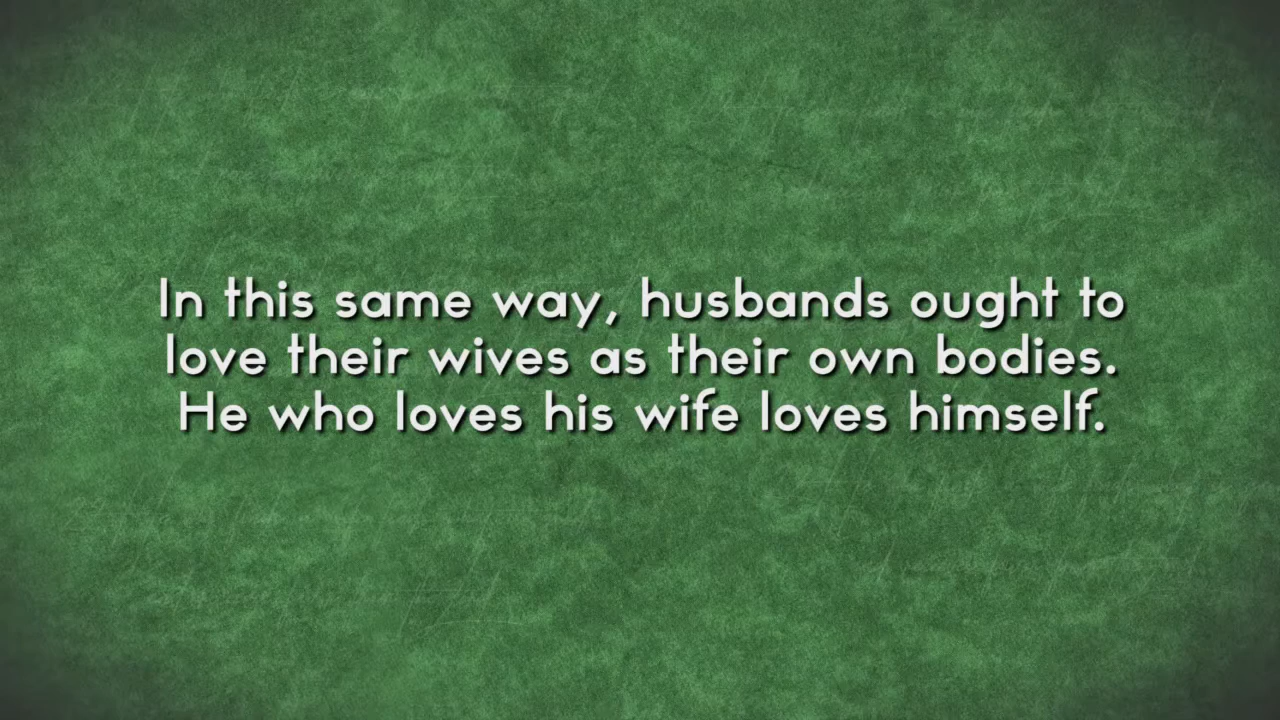 In this same way, husbands ought to
love their wives as their own bodies.
He who loves his wife loves himself.